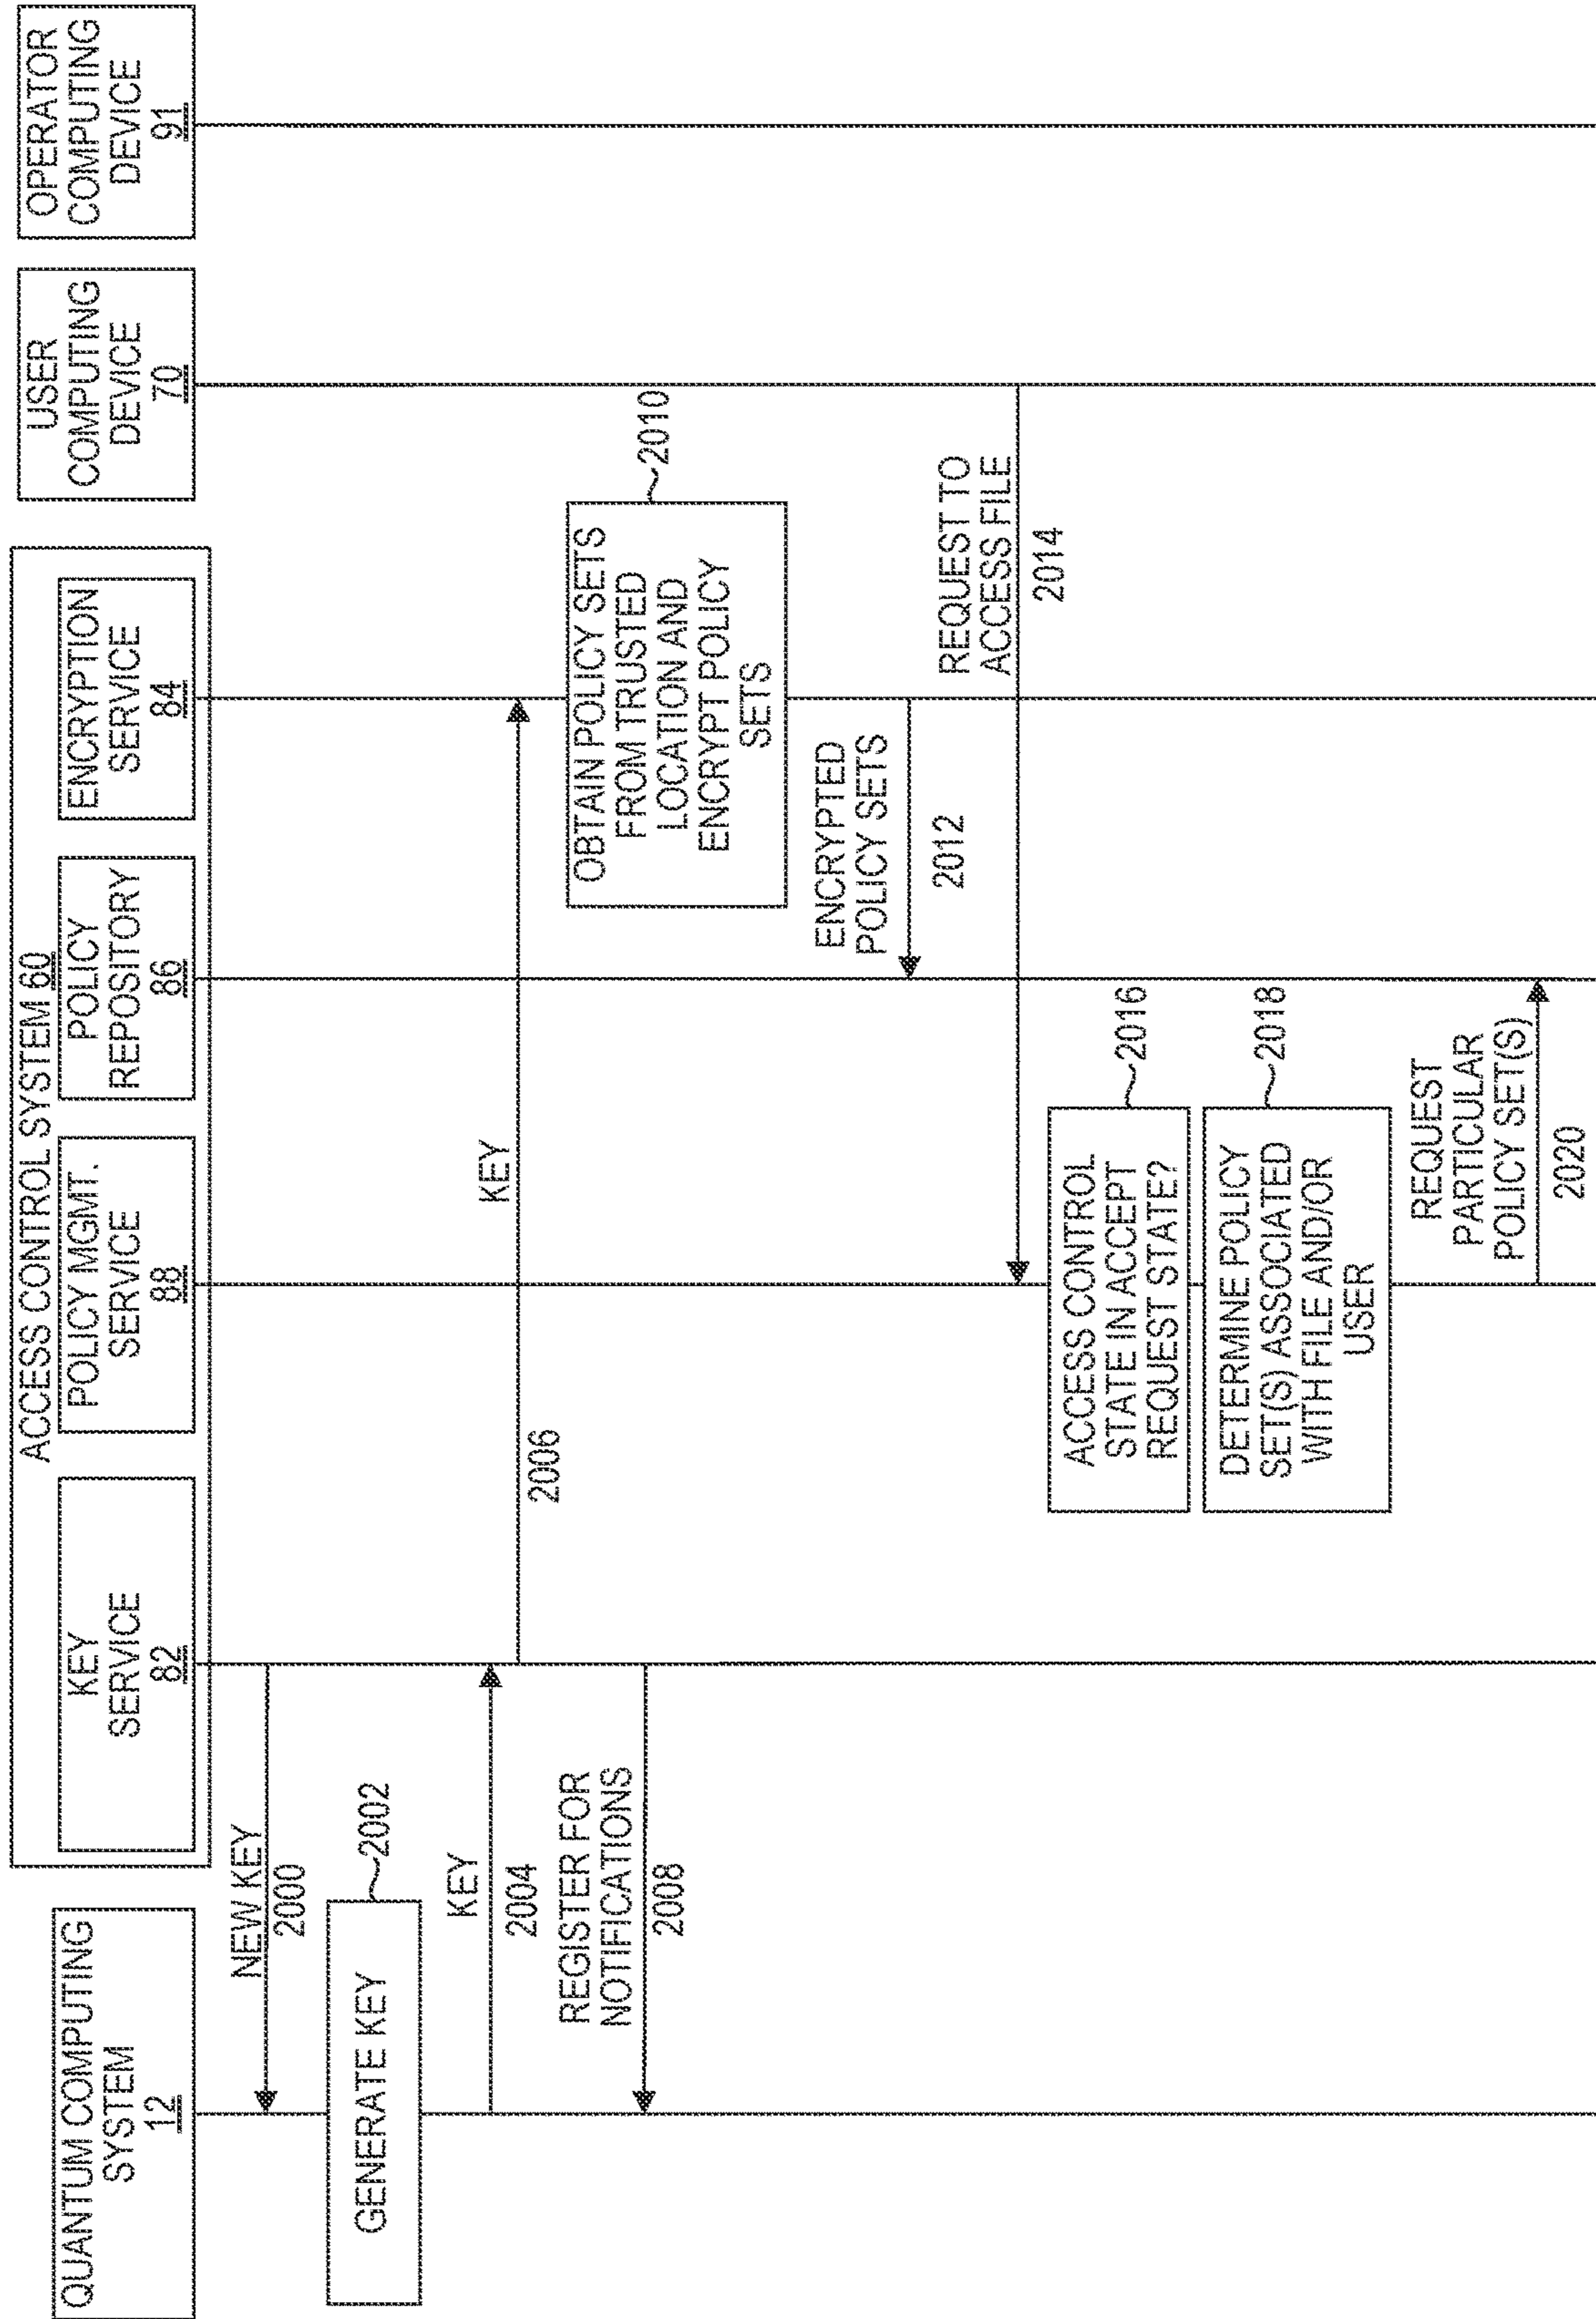 QUANTUM COMPUTING
SYSTEM
12
ACCESS CONTROL SYSTEM 60
KEY
SERVICE
82
POLICY MGMT.
SERVICE
88
POLICY
REPOSITORY
86
ENCRYPTION
SERVICE
84
USER
COMPUTING
DEVICE
70
OPERATOR
COMPUTING
DEVICE
91
NEW KEY
2000
GENERATE KEY
2002
KEY
2004
KEY
2006
REGISTER FOR
NOTIFICATIONS
2008
OBTAIN POLICY SETS
FROM TRUSTED
LOCATION AND
ENCRYPT POLICY
SETS
2010
ENCRYPTED
POLICY SETS
2012
REQUEST TO
ACCESS FILE
2014
ACCESS CONTROL
STATE IN ACCEPT
REQUEST STATE?
2016
DETERMINE POLICY
SET(S) ASSOCIATED
WITH FILE AND/OR
USER
2018
REQUEST
PARTICULAR
POLICY SET(S)
2020